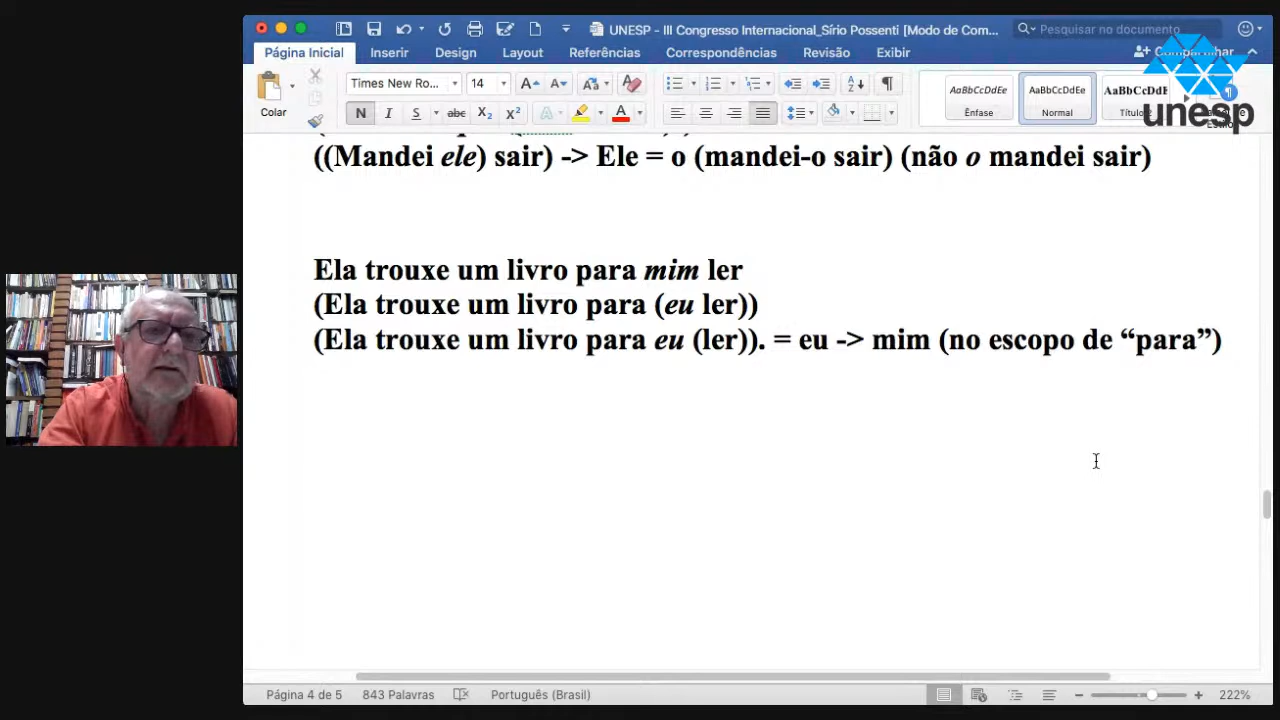 UNESP - III Congresso Internacional_Sírio Possenti [Modo de Com...
Pesquisar no documento
Página Inicial Inserir Design Layout Referências Correspondências Revisão Exibir Compartilhar
Colar
Times New Ro... 14
N I S abc X₂ X²
AaBbCcDdEe AaBbCcDdEe AaBbCcDdE
Ênfase Normal Título
unesp
((Mandei ele) sair) -> Ele = o (mandei-o sair) (não o mandei sair)
Ela trouxe um livro para mim ler
(Ela trouxe um livro para (eu ler))
(Ela trouxe um livro para eu (ler)). = eu -> mim (no escopo de “para”)
Página 4 de 5 843 Palavras Português (Brasil) 222%